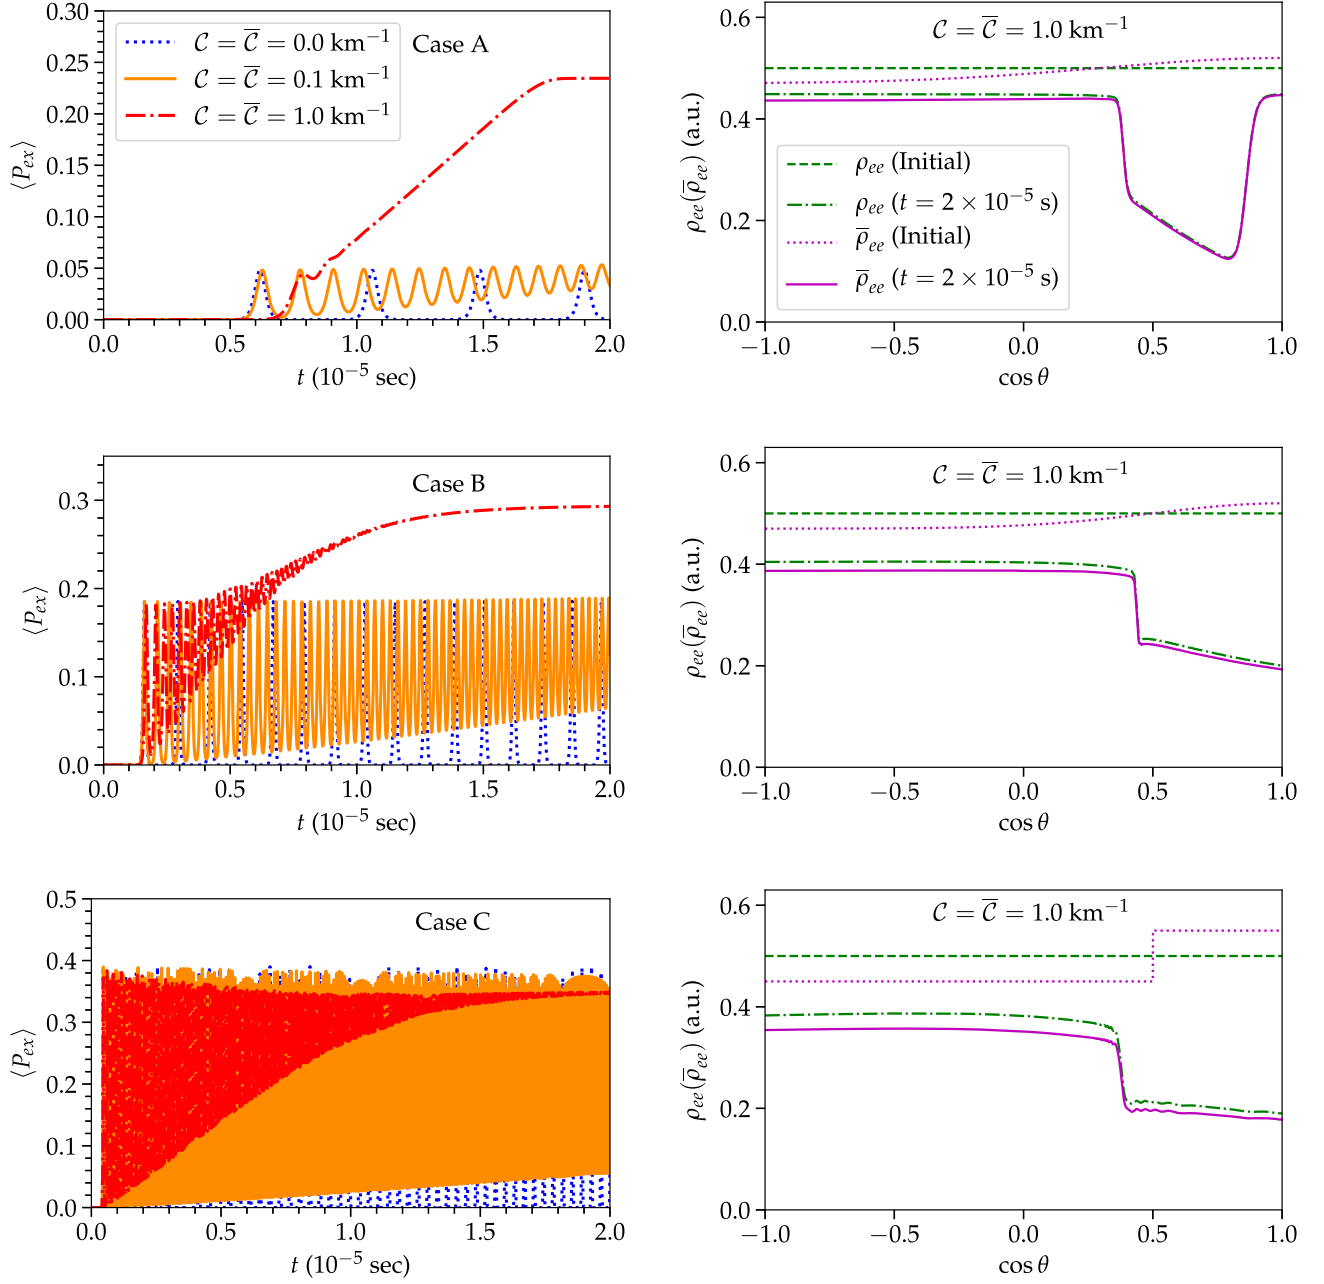 0.30
0.25
0.20
0.15
0.10
0.05
0.00
⟨P_ex⟩
𝒞 = 𝒞̅ = 0.0 km⁻¹
𝒞 = 𝒞̅ = 0.1 km⁻¹
𝒞 = 𝒞̅ = 1.0 km⁻¹
Case A
0.0 0.5 1.0 1.5 2.0
t (10⁻⁵ sec)
0.6
0.4
0.2
0.0
ρ_ee(ρ̅_ee) (a.u.)
𝒞 = 𝒞̅ = 1.0 km⁻¹
ρ_ee (Initial)
ρ_ee (t = 2 × 10⁻⁵ s)
ρ̅_ee (Initial)
ρ̅_ee (t = 2 × 10⁻⁵ s)
−1.0 −0.5 0.0 0.5 1.0
cos θ
0.3
0.2
0.1
0.0
⟨P_ex⟩
Case B
0.0 0.5 1.0 1.5 2.0
t (10⁻⁵ sec)
0.6
0.4
0.2
0.0
ρ_ee(ρ̅_ee) (a.u.)
𝒞 = 𝒞̅ = 1.0 km⁻¹
−1.0 −0.5 0.0 0.5 1.0
cos θ
0.5
0.4
0.3
0.2
0.1
0.0
⟨P_ex⟩
Case C
0.0 0.5 1.0 1.5 2.0
t (10⁻⁵ sec)
0.6
0.4
0.2
0.0
ρ_ee(ρ̅_ee) (a.u.)
𝒞 = 𝒞̅ = 1.0 km⁻¹
−1.0 −0.5 0.0 0.5 1.0
cos θ